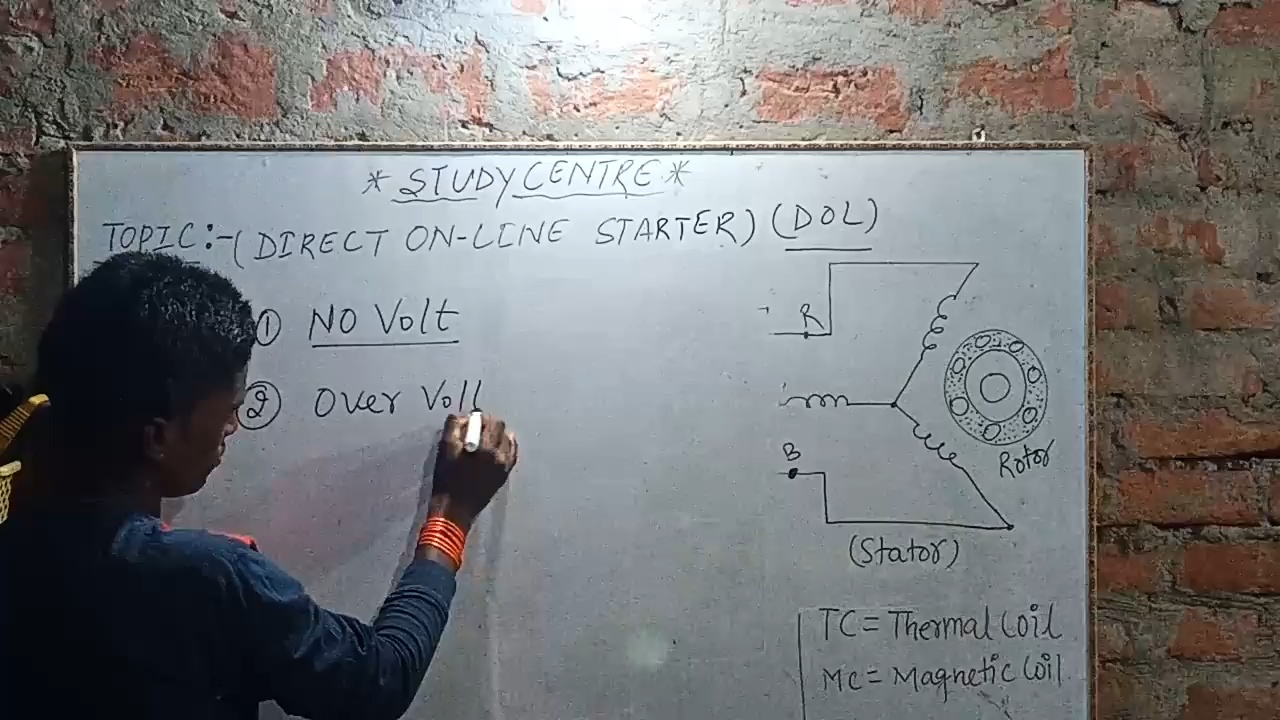 * STUDY CENTRE *
TOPIC:-(DIRECT ON-LINE STARTER) (DOL)
① NO Volt
② Over Volt
R
B
Rotor
(Stator)
TC = Thermal Coil
MC = Magnetic Coil